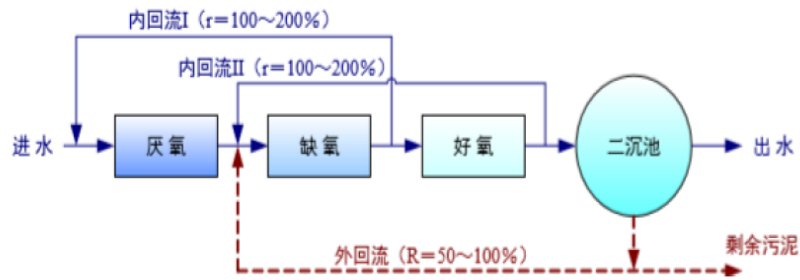 内回流I（r＝100～200%）
内回流II（r＝100～200%）
进水
厌氧
缺氧
好氧
二沉池
出水
外回流（R＝50～100%）
剩余污泥